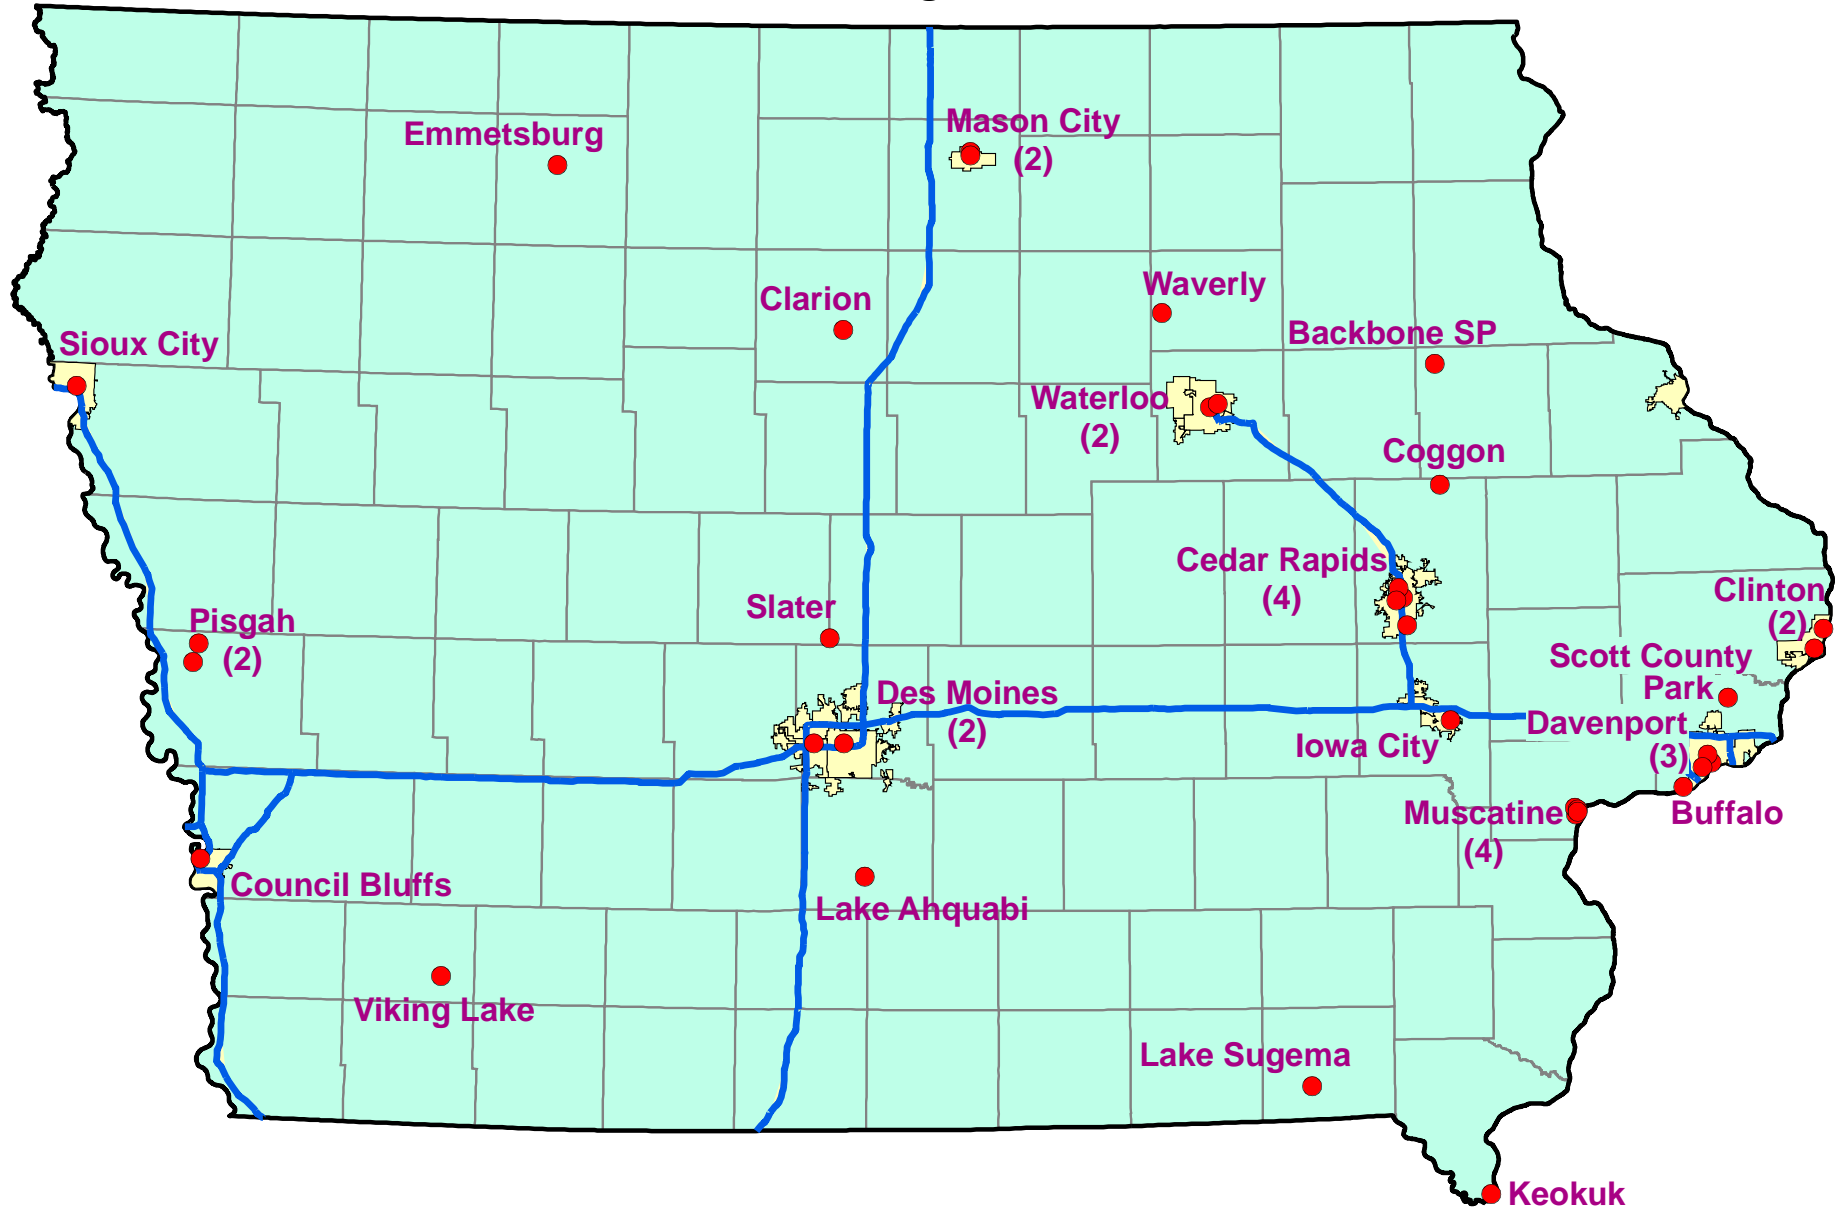 Emmetsburg
Mason City
(2)
Clarion
Waverly
Sioux City
Backbone SP
Waterloo
(2)
Coggon
Cedar Rapids
(4)
Clinton
(2)
Slater
Pisgah
(2)
Scott County
Park
Des Moines
(2)
Davenport
(3)
Iowa City
Muscatine
(4)
Buffalo
Council Bluffs
Lake Ahquabi
Viking Lake
Lake Sugema
Keokuk